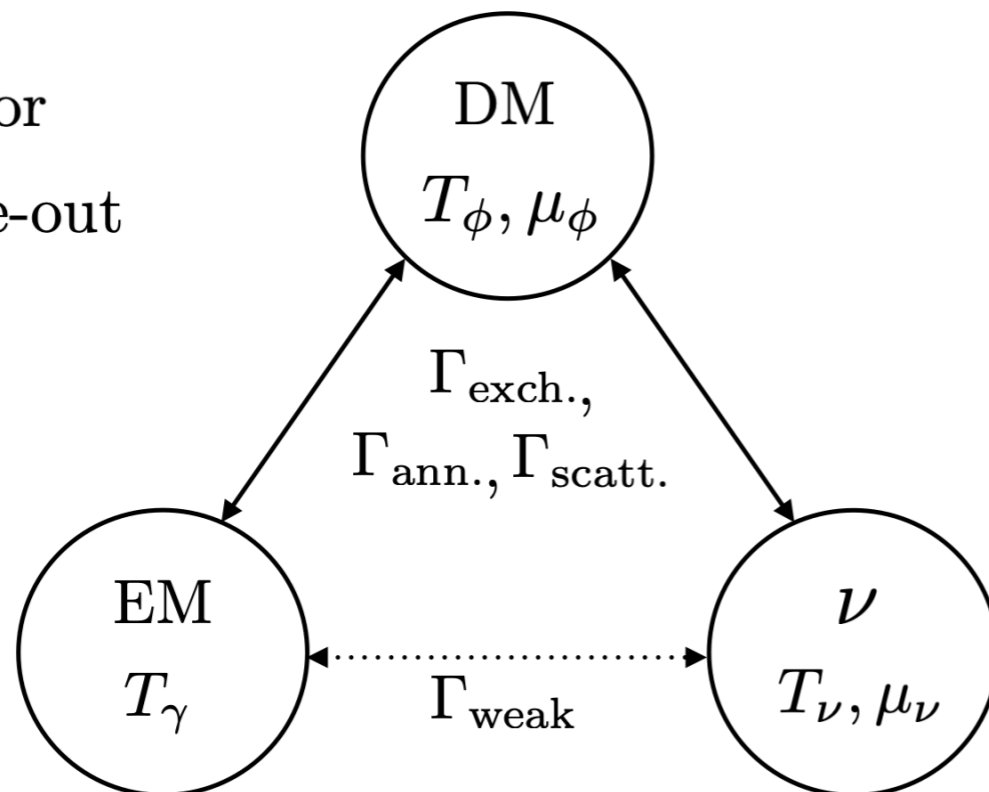 or
e-out
DM
T_ϕ, μ_ϕ
Γ_exch.,
Γ_ann., Γ_scatt.
EM
T_γ
Γ_weak
ν
T_ν, μ_ν